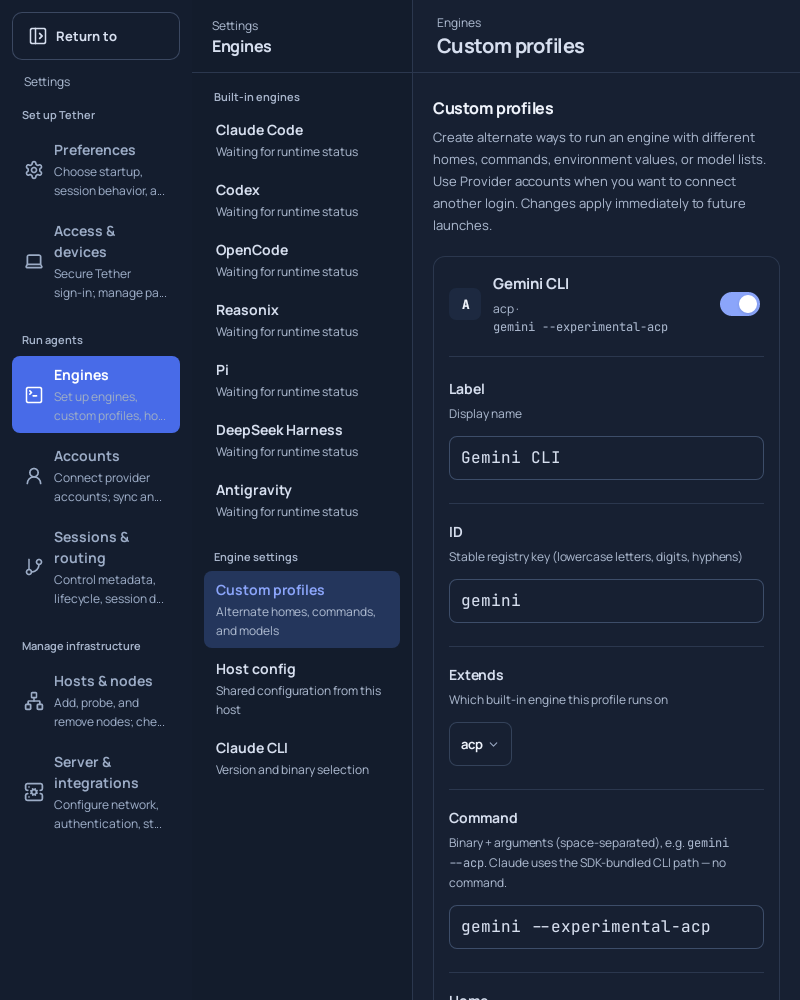 Return to
Settings
Set up Tether
Preferences
Choose startup,
session behavior, a...
Access &
devices
Secure Tether
sign-in; manage pa...
Run agents
Engines
Set up engines,
custom profiles, ho...
Accounts
Connect provider
accounts; sync an...
Sessions &
routing
Control metadata,
lifecycle, session d...
Manage infrastructure
Hosts & nodes
Add, probe, and
remove nodes; che...
Server &
integrations
Configure network,
authentication, st...
Settings
Engines
Built-in engines
Claude Code
Waiting for runtime status
Codex
Waiting for runtime status
OpenCode
Waiting for runtime status
Reasonix
Waiting for runtime status
Pi
Waiting for runtime status
DeepSeek Harness
Waiting for runtime status
Antigravity
Waiting for runtime status
Engine settings
Custom profiles
Alternate homes, commands,
and models
Host config
Shared configuration from this
host
Claude CLI
Version and binary selection
Engines
Custom profiles
Custom profiles
Create alternate ways to run an engine with different
homes, commands, environment values, or model lists.
Use Provider accounts when you want to connect
another login. Changes apply immediately to future
launches.
A
Gemini CLI
acp ·
gemini --experimental-acp
Label
Display name
Gemini CLI
ID
Stable registry key (lowercase letters, digits, hyphens)
gemini
Extends
Which built-in engine this profile runs on
acp
Command
Binary + arguments (space-separated), e.g. gemini
--acp. Claude uses the SDK-bundled CLI path — no
command.
gemini --experimental-acp
Home